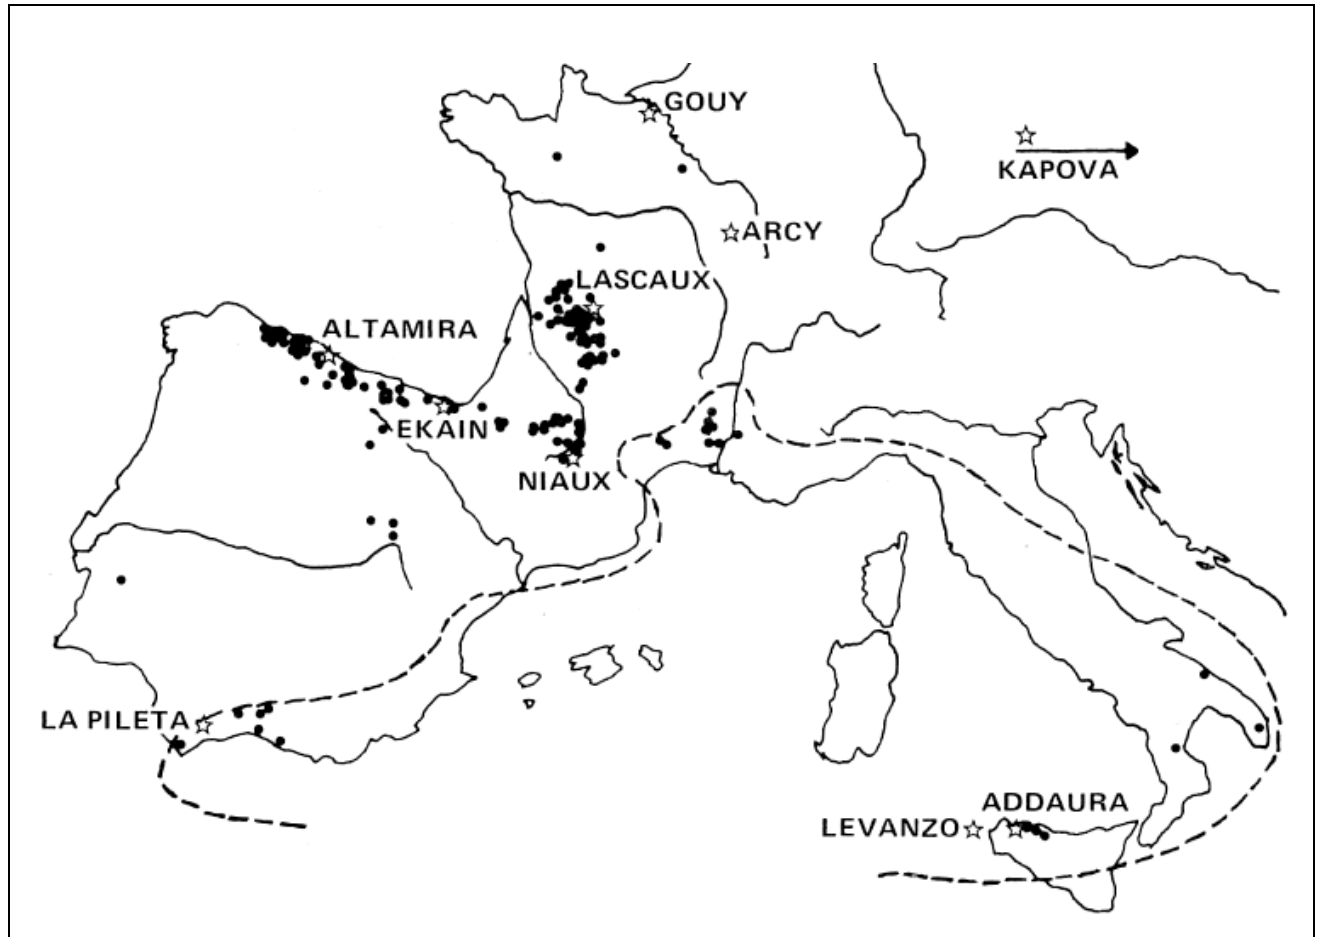 GOUY
KAPOVA
ARCY
LASCAUX
ALTAMIRA
EKAIN
NIAUX
LA PILETA
ADDAURA
LEVANZO